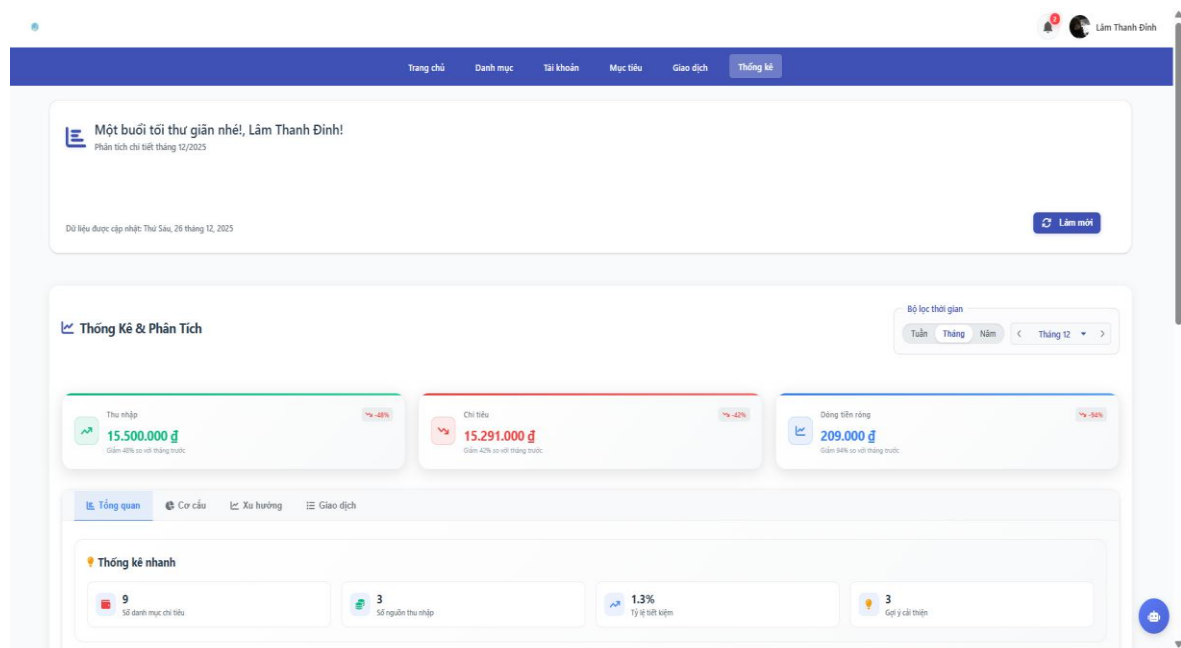 2
Lâm Thanh Đỉnh
Trang chủ Danh mục Tài khoản Mục tiêu Giao dịch Thống kê
Một buổi tối thư giãn nhé!, Lâm Thanh Đỉnh!
Phân tích chi tiết tháng 12/2025
Dữ liệu được cập nhật: Thứ Sáu, 26 tháng 12, 2025
Làm mới
Thống Kê & Phân Tích
Bộ lọc thời gian
Tuần Tháng Năm Tháng 12
Thu nhập -48%
15.500.000 ₫
Giảm 48% so với tháng trước
Chi tiêu -42%
15.291.000 ₫
Giảm 42% so với tháng trước
Dòng tiền ròng -94%
209.000 ₫
Giảm 94% so với tháng trước
Tổng quan Cơ cấu Xu hướng Giao dịch
Thống kê nhanh
9
Số danh mục chi tiêu
3
Số nguồn thu nhập
1.3%
Tỷ lệ tiết kiệm
3
Gợi ý cải thiện